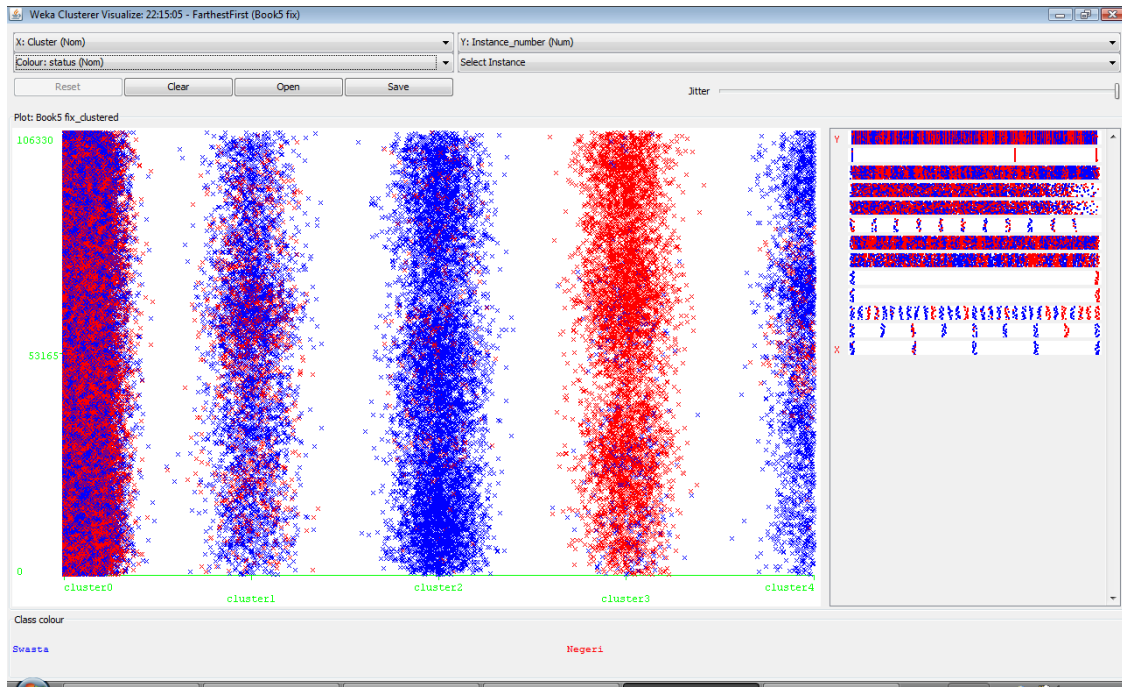 Weka Clusterer Visualize: 22:15:05 - FarthestFirst (Book5 fix)
X: Cluster (Nom)
Y: Instance_number (Num)
Colour: status (Nom)
Select Instance
Reset
Clear
Open
Save
Jitter
Plot: Book5 fix_clustered
106330
53165
0
cluster0
cluster1
cluster2
cluster3
cluster4
Y
X
Class colour
Swasta
Negeri